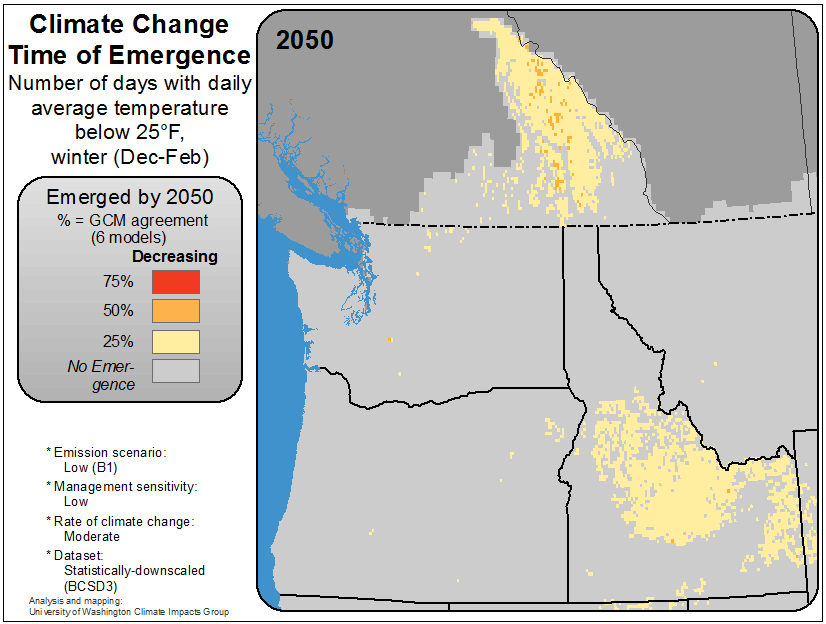 Climate Change
Time of Emergence
Number of days with daily
average temperature
below 25°F,
winter (Dec-Feb)
2050
Emerged by 2050
% = GCM agreement
(6 models)
Decreasing
75%
50%
25%
No Emer-
gence
* Emission scenario:
Low (B1)
* Management sensitivity:
Low
* Rate of climate change:
Moderate
* Dataset:
Statistically-downscaled
(BCSD3)
Analysis and mapping:
University of Washington Climate Impacts Group